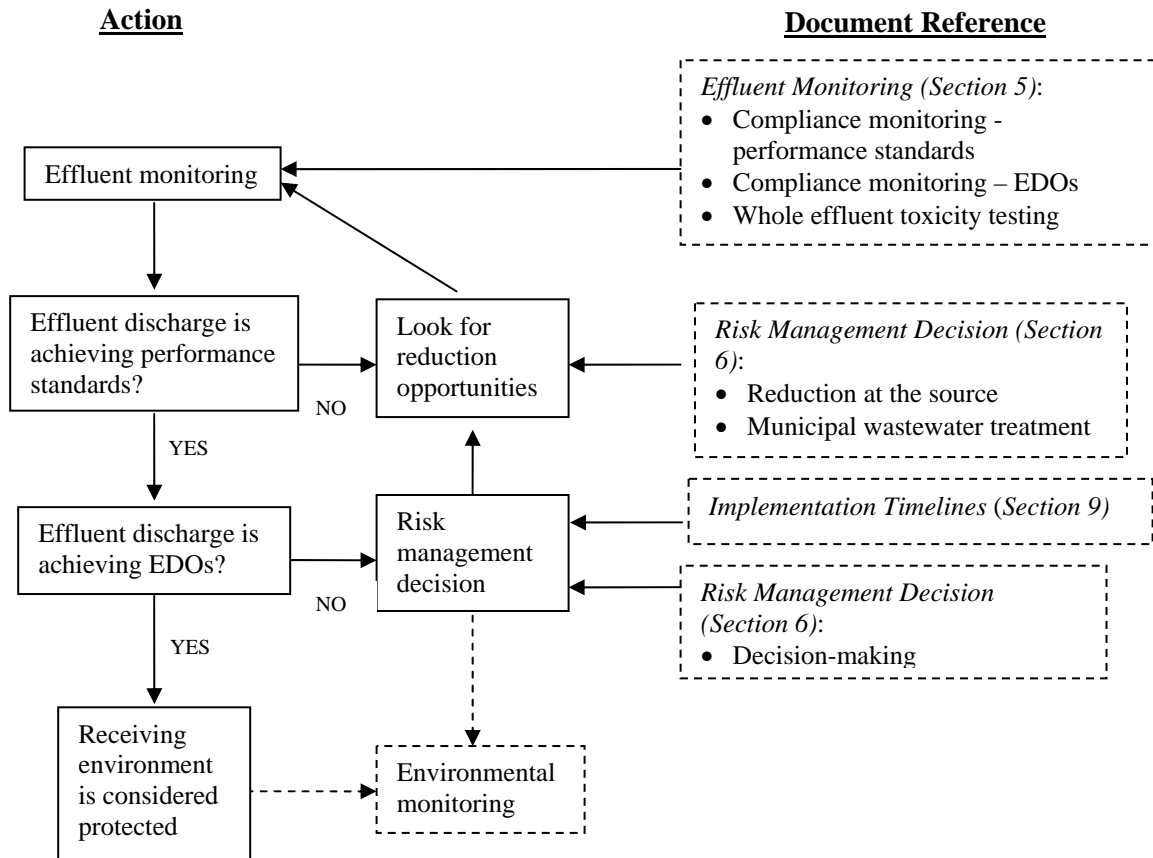 Action
Document Reference
Effluent Monitoring (Section 5):
• Compliance monitoring -
performance standards
• Compliance monitoring – EDOs
• Whole effluent toxicity testing
Effluent monitoring
Effluent discharge is
achieving performance
standards?
NO
YES
Look for
reduction
opportunities
Risk Management Decision (Section
6):
• Reduction at the source
• Municipal wastewater treatment
Implementation Timelines (Section 9)
Effluent discharge is
achieving EDOs?
NO
YES
Risk
management
decision
Risk Management Decision
(Section 6):
• Decision-making
Receiving
environment
is considered
protected
Environmental
monitoring